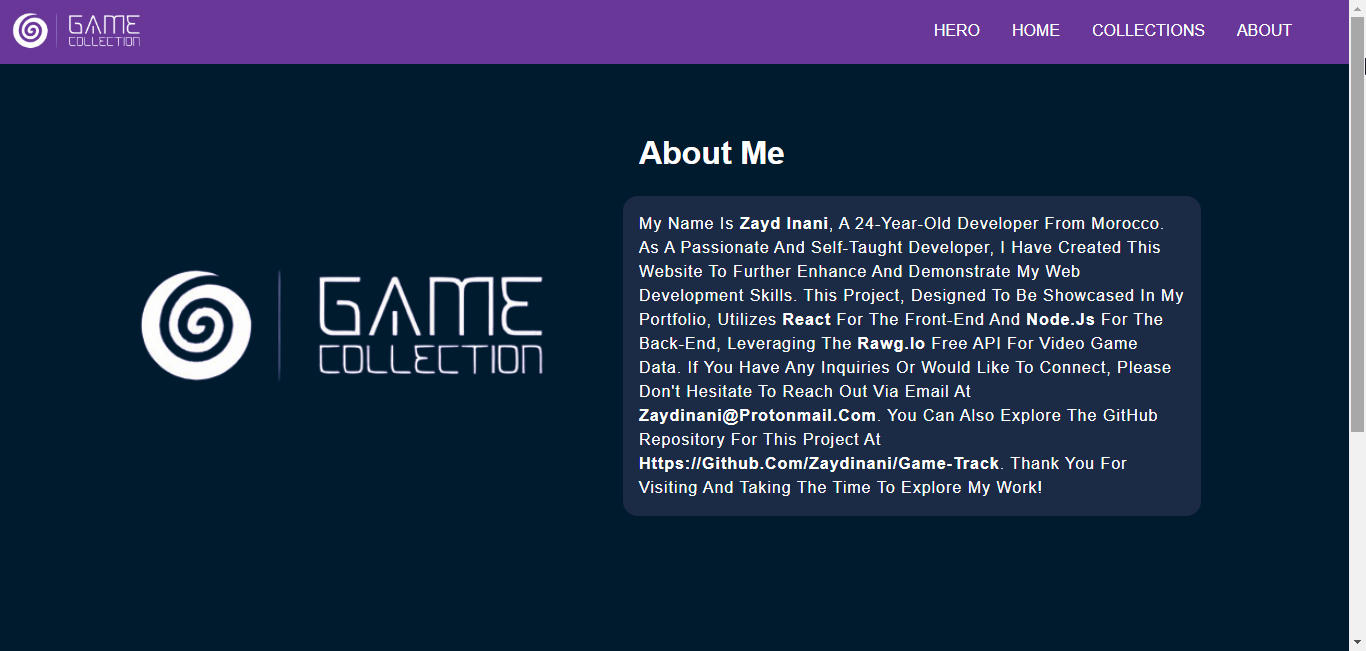 GAME
COLLECTION
HERO
HOME
COLLECTIONS
ABOUT
GAME
COLLECTION
About Me
My Name Is Zayd Inani, A 24-Year-Old Developer From Morocco.
As A Passionate And Self-Taught Developer, I Have Created This
Website To Further Enhance And Demonstrate My Web
Development Skills. This Project, Designed To Be Showcased In My
Portfolio, Utilizes React For The Front-End And Node.Js For The
Back-End, Leveraging The Rawg.Io Free API For Video Game
Data. If You Have Any Inquiries Or Would Like To Connect, Please
Don't Hesitate To Reach Out Via Email At
Zaydinani@Protonmail.Com. You Can Also Explore The GitHub
Repository For This Project At
Https://Github.Com/Zaydinani/Game-Track. Thank You For
Visiting And Taking The Time To Explore My Work!